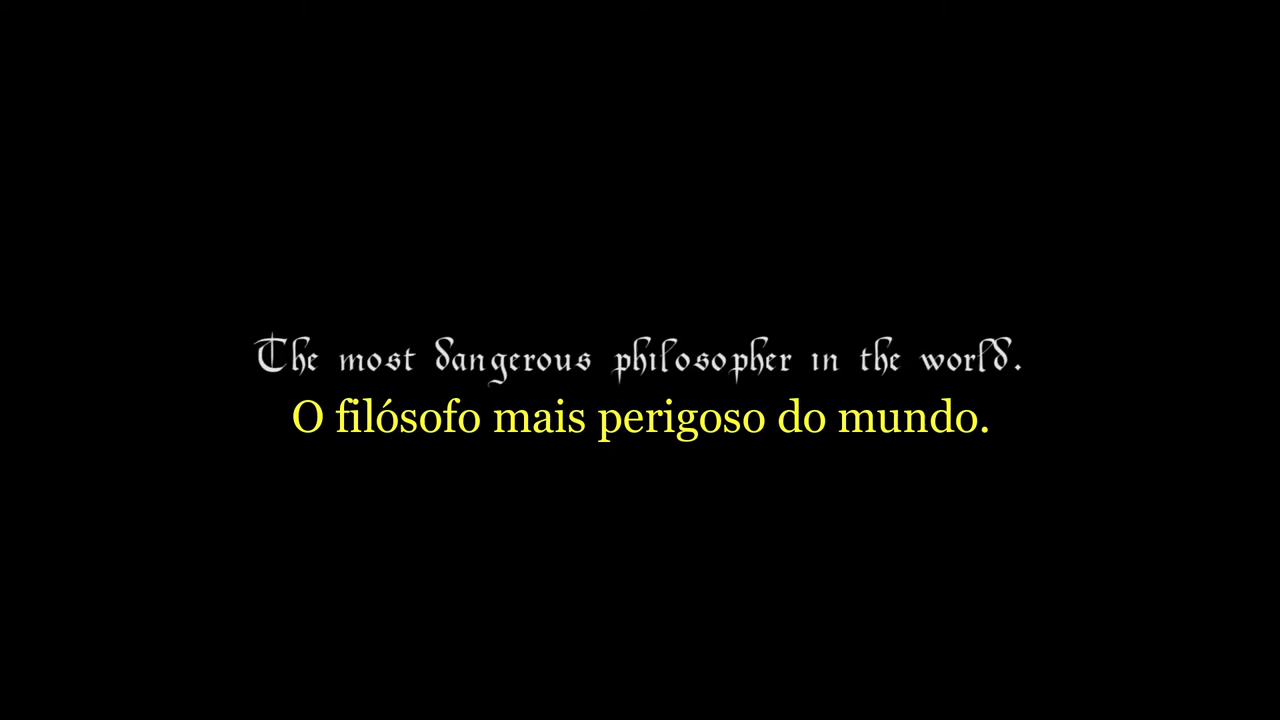 The most dangerous philosopher in the world.
O filósofo mais perigoso do mundo.